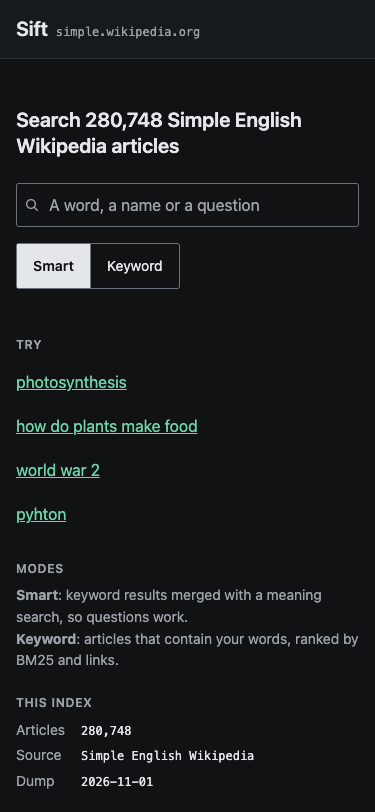 Sift simple.wikipedia.org
Search 280,748 Simple English
Wikipedia articles
A word, a name or a question
Smart Keyword
TRY
photosynthesis
how do plants make food
world war 2
pyhton
MODES
Smart: keyword results merged with a meaning
search, so questions work.
Keyword: articles that contain your words, ranked by
BM25 and links.
THIS INDEX
Articles 280,748
Source Simple English Wikipedia
Dump 2026-11-01